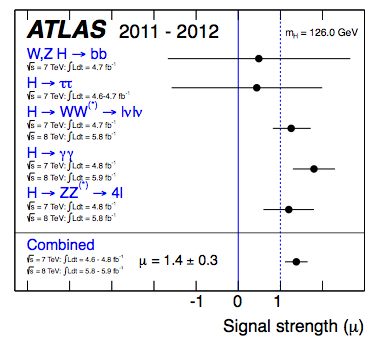 ATLAS 2011 - 2012
m_H = 126.0 GeV
W,Z H → bb
√s = 7 TeV: ∫Ldt = 4.7 fb⁻¹
H → ττ
√s = 7 TeV: ∫Ldt = 4.6-4.7 fb⁻¹
H → WW⁽*⁾ → lνlν
√s = 7 TeV: ∫Ldt = 4.7 fb⁻¹
√s = 8 TeV: ∫Ldt = 5.8 fb⁻¹
H → γγ
√s = 7 TeV: ∫Ldt = 4.8 fb⁻¹
√s = 8 TeV: ∫Ldt = 5.9 fb⁻¹
H → ZZ⁽*⁾ → 4l
√s = 7 TeV: ∫Ldt = 4.8 fb⁻¹
√s = 8 TeV: ∫Ldt = 5.8 fb⁻¹
Combined
√s = 7 TeV: ∫Ldt = 4.6 - 4.8 fb⁻¹
√s = 8 TeV: ∫Ldt = 5.8 - 5.9 fb⁻¹
μ = 1.4 ± 0.3
-1 0 1
Signal strength (μ)